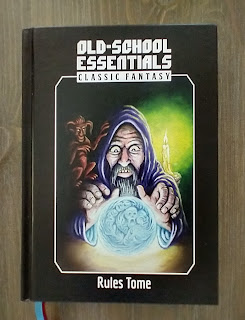 OLD-SCHOOL
ESSENTIALS
CLASSIC FANTASY
Rules Tome